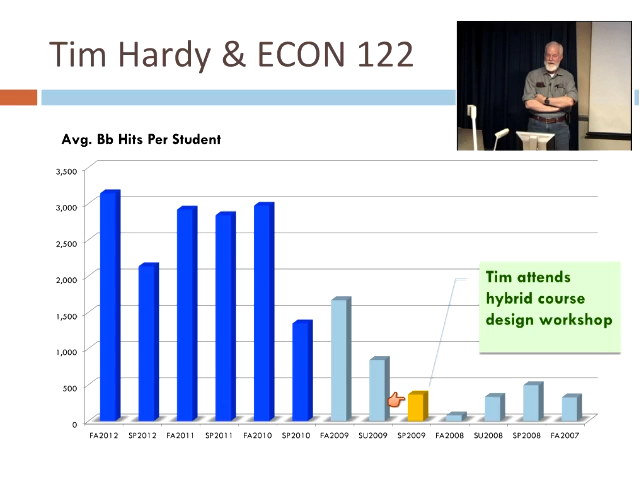 Tim Hardy & ECON 122
Avg. Bb Hits Per Student
3,500
3,000
2,500
2,000
1,500
1,000
500
0
Tim attends
hybrid course
design workshop
FA2012 SP2012 FA2011 SP2011 FA2010 SP2010 FA2009 SU2009 SP2009 FA2008 SU2008 SP2008 FA2007